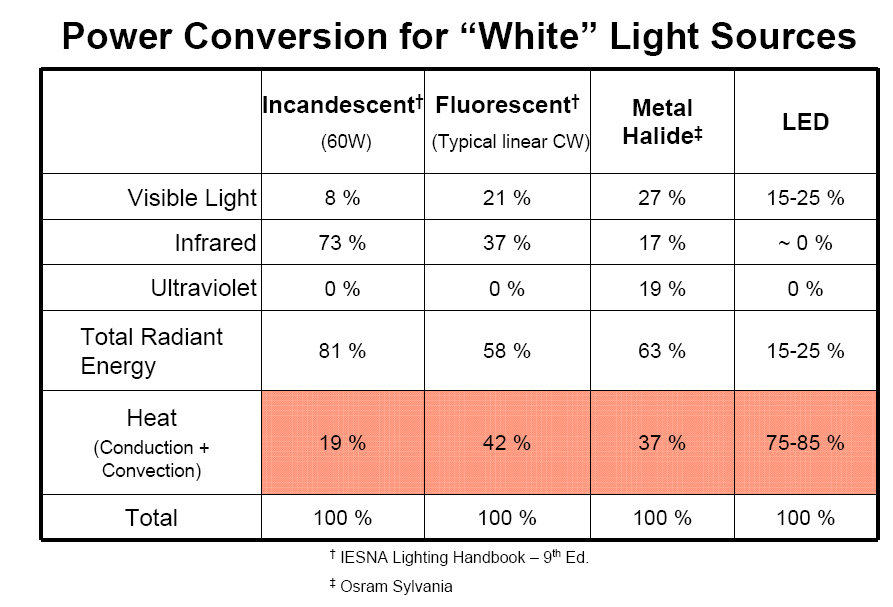 Power Conversion for “White” Light Sources
Incandescent† Fluorescent† Metal Halide‡ LED
(60W) (Typical linear CW)
Visible Light 8 % 21 % 27 % 15-25 %
Infrared 73 % 37 % 17 % ~ 0 %
Ultraviolet 0 % 0 % 19 % 0 %
Total Radiant
Energy 81 % 58 % 63 % 15-25 %
Heat
(Conduction +
Convection) 19 % 42 % 37 % 75-85 %
Total 100 % 100 % 100 % 100 %
† IESNA Lighting Handbook – 9th Ed.
‡ Osram Sylvania